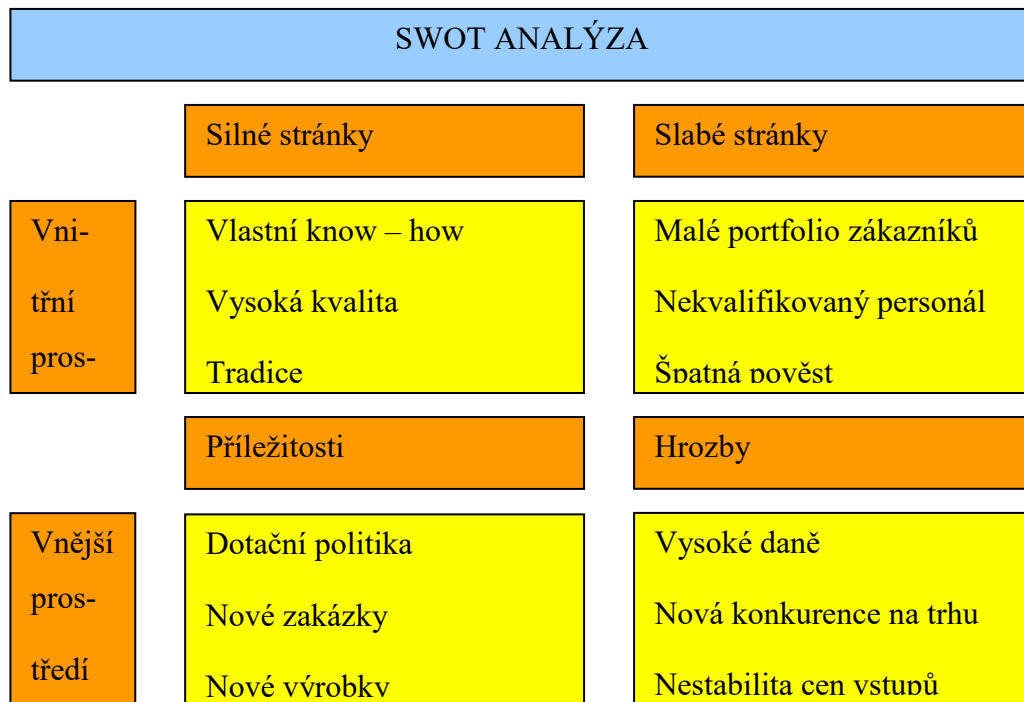 SWOT ANALÝZA
Silné stránky
Slabé stránky
Vni-
třní
pros-
Vlastní know – how
Vysoká kvalita
Tradice
Malé portfolio zákazníků
Nekvalifikovaný personál
Špatná pověst
Příležitosti
Hrozby
Vnější
pros-
tředí
Dotační politika
Nové zakázky
Nové výrobky
Vysoké daně
Nová konkurence na trhu
Nestabilita cen vstupů